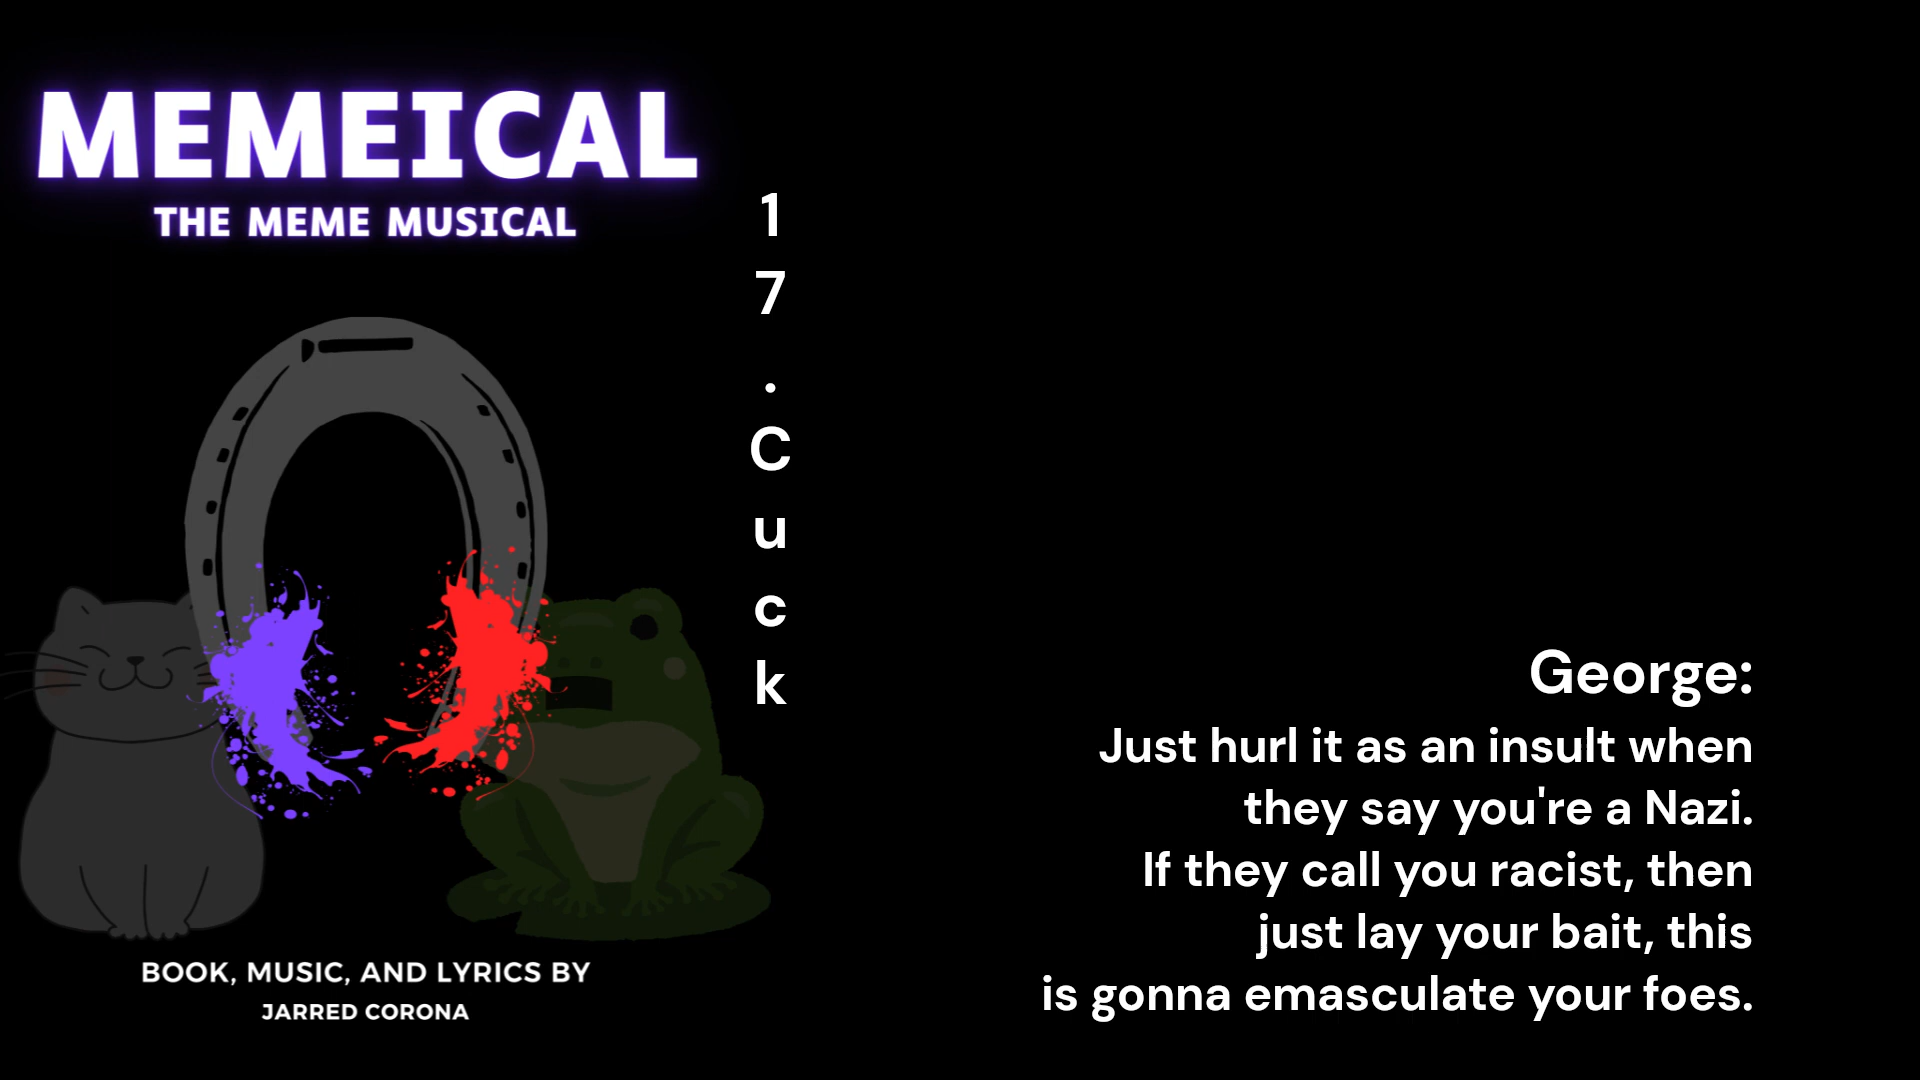 MEMEICAL
THE MEME MUSICAL
BOOK, MUSIC, AND LYRICS BY
JARRED CORONA
1
7
.
C
u
c
k
George:
Just hurl it as an insult when
they say you're a Nazi.
If they call you racist, then
just lay your bait, this
is gonna emasculate your foes.